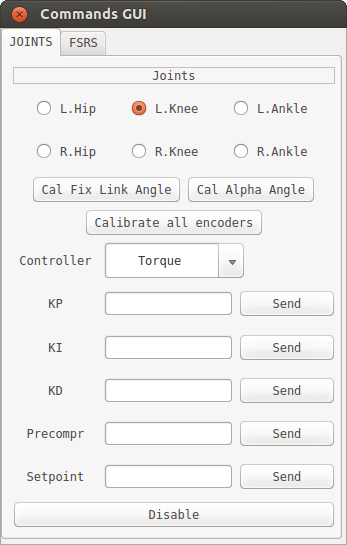 Commands GUI
JOINTS FSRS
Joints
L.Hip L.Knee L.Ankle
R.Hip R.Knee R.Ankle
Cal Fix Link Angle Cal Alpha Angle
Calibrate all encoders
Controller Torque
KP Send
KI Send
KD Send
Precompr Send
Setpoint Send
Disable